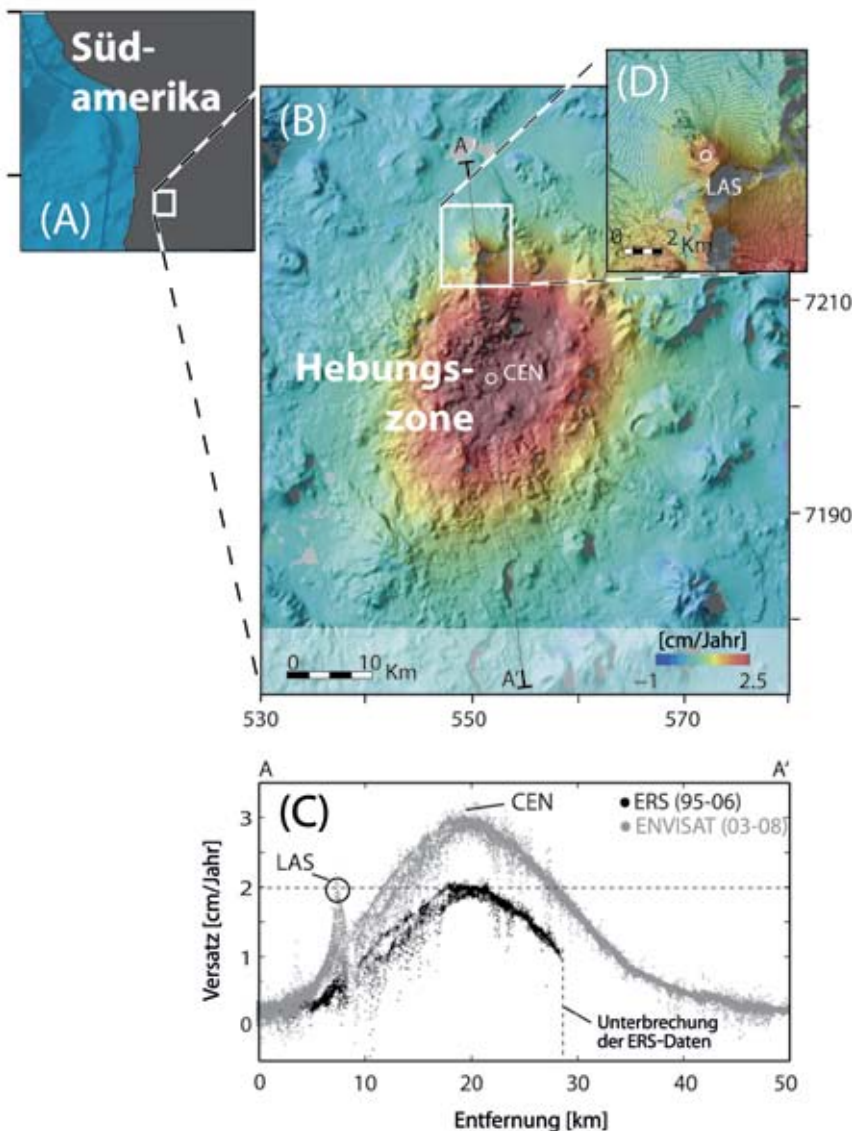 Süd-
amerika
(A)
(B)
A
(D)
LAS
0 2 Km
7210
Hebungs-
zone
CEN
7190
[cm/Jahr]
0 10 Km
A'
−1 2.5
530 550 570
A A'
(C)
CEN
ERS (95-06)
ENVISAT (03-08)
LAS
3
2
1
0
Versatz [cm/Jahr]
Unterbrechung
der ERS-Daten
0 10 20 30 40 50
Entfernung [km]